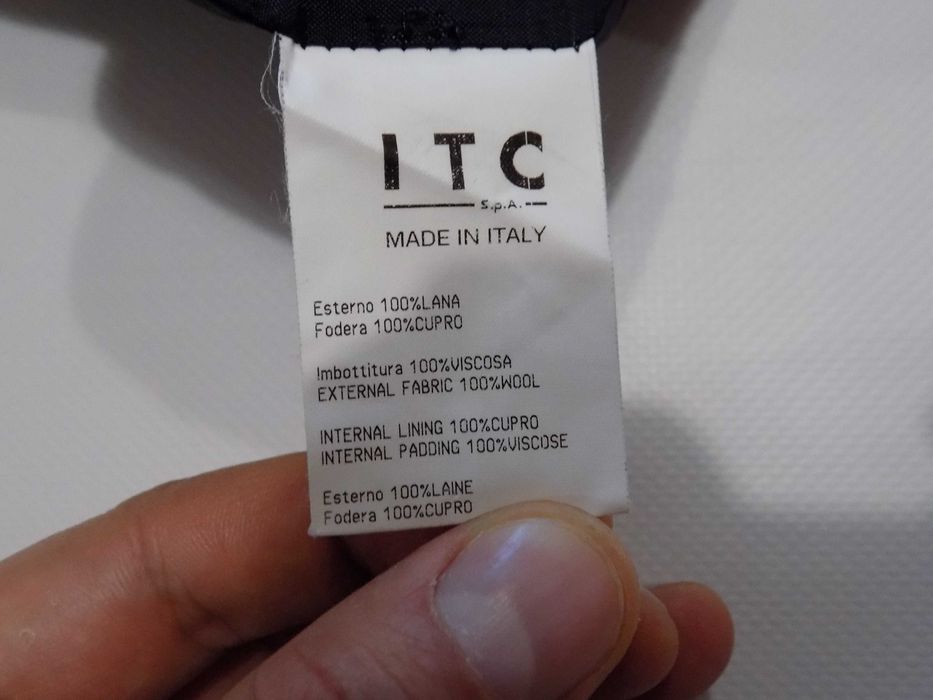 ITC
S.p.A.
MADE IN ITALY
Esterno 100%LANA
Fodera 100%CUPRO
Imbottitura 100%VISCOSA
EXTERNAL FABRIC 100%WOOL
INTERNAL LINING 100%CUPRO
INTERNAL PADDING 100%VISCOSE
Esterno 100%LAINE
Fodera 100%CUPRO